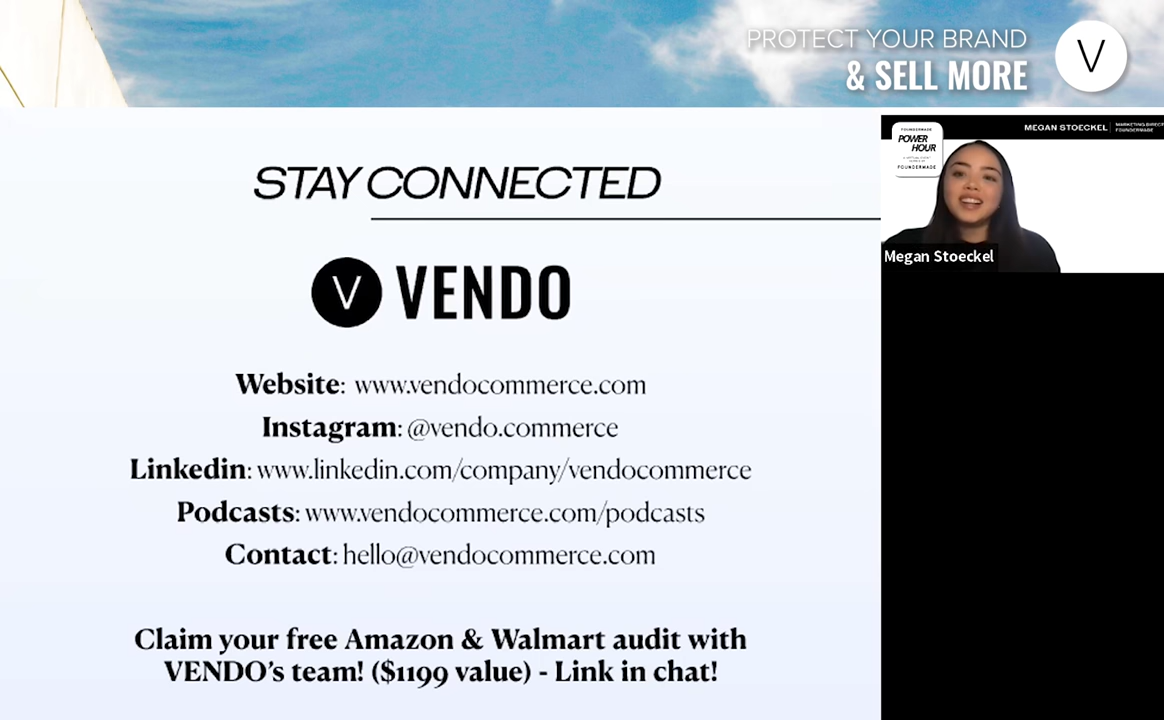 PROTECT YOUR BRAND
& SELL MORE
V
MEGAN STOECKEL
FOUNDERMADE
FOUNDERMADE
POWER
HOUR
FOUNDERMADE
Megan Stoeckel
STAY CONNECTED
V VENDO
Website: www.vendocommerce.com
Instagram: @vendo.commerce
Linkedin: www.linkedin.com/company/vendocommerce
Podcasts: www.vendocommerce.com/podcasts
Contact: hello@vendocommerce.com
Claim your free Amazon & Walmart audit with
VENDO's team! ($1199 value) - Link in chat!